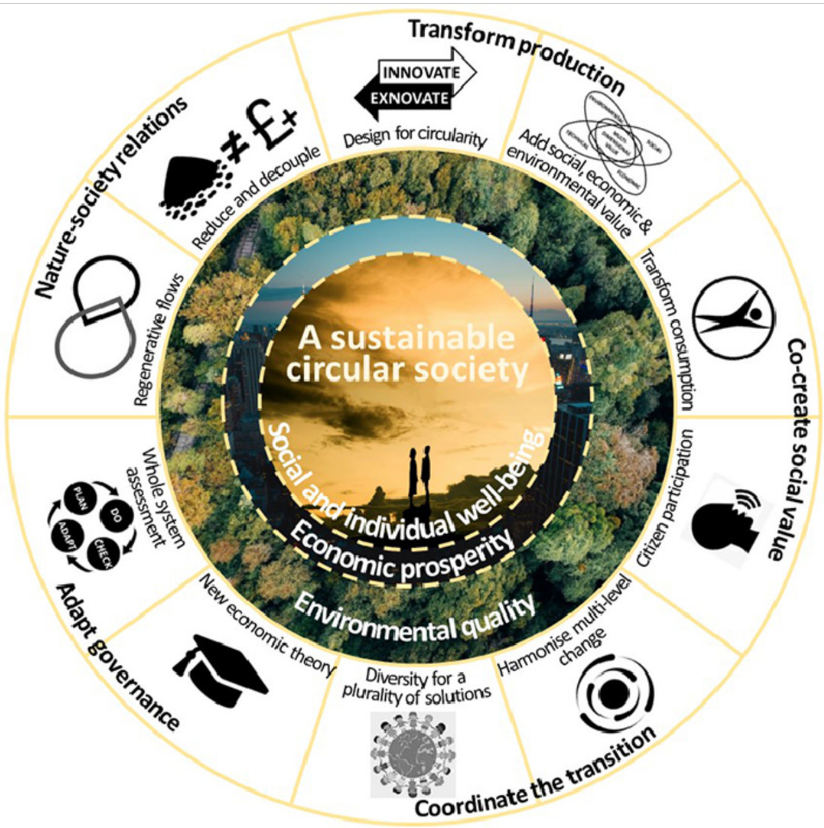 Transform production
INNOVATE
EXNOVATE
Design for circularity
Add social, economic &
environmental value
Co-create social value
Transform consumption
Citizen participation
Coordinate the transition
Harmonise multi-level
change
Diversity for a
plurality of solutions
Adapt governance
New economic theory
Whole system
assessment
PLAN
DO
CHECK
ADAPT
Nature-society relations
Regenerative flows
Reduce and decouple
≠ £+
A sustainable
circular society
Social and individual well-being
Economic prosperity
Environmental quality